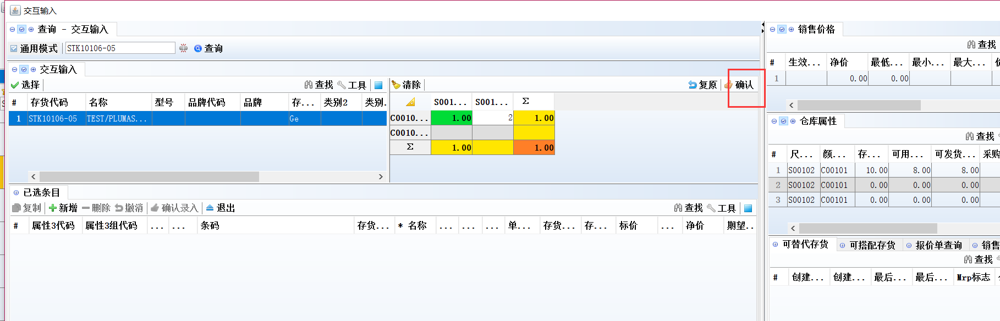 交互输入
查询 - 交互输入
通用模式 STK10106-05 查询
交互输入
选择 查找 工具
# 存货代码 名称 型号 品牌代码 品牌 存... 类别2 类别.
1 STK10106-05 TEST/PLUMAS... Ge
清除 复原 确认
S001... S001... Σ
C0010... 1.00 2 1.00
C0010...
Σ 1.00 1.00
已选条目
复制 新增 删除 撤消 确认录入 退出 查找 工具
# 属性3代码 属性3组代码 ... ... 条码 存货... * 名称 ... ... ... 单... 存货... 存... 标价 ... 净价 期望..
销售价格
查找
# 生效... 净价 最低... 最小... 最大...
1 0.00 0.00
仓库属性
查找
# 尺... 颜... 存... 可用... 可发货... 采购
1 S00102 C00101 10.00 8.00 8.00
2 S00102 C00101 0.00 0.00 0.00
3 S00102 C00101 0.00 0.00 0.00
可替代存货 可搭配存货 报价单查询 销售
查找
# 创建... 创建... 最后... 最后... Mrp标志